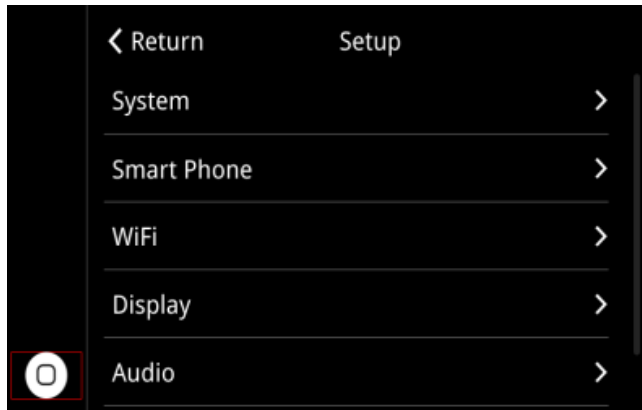 Return Setup
System
Smart Phone
WiFi
Display
Audio